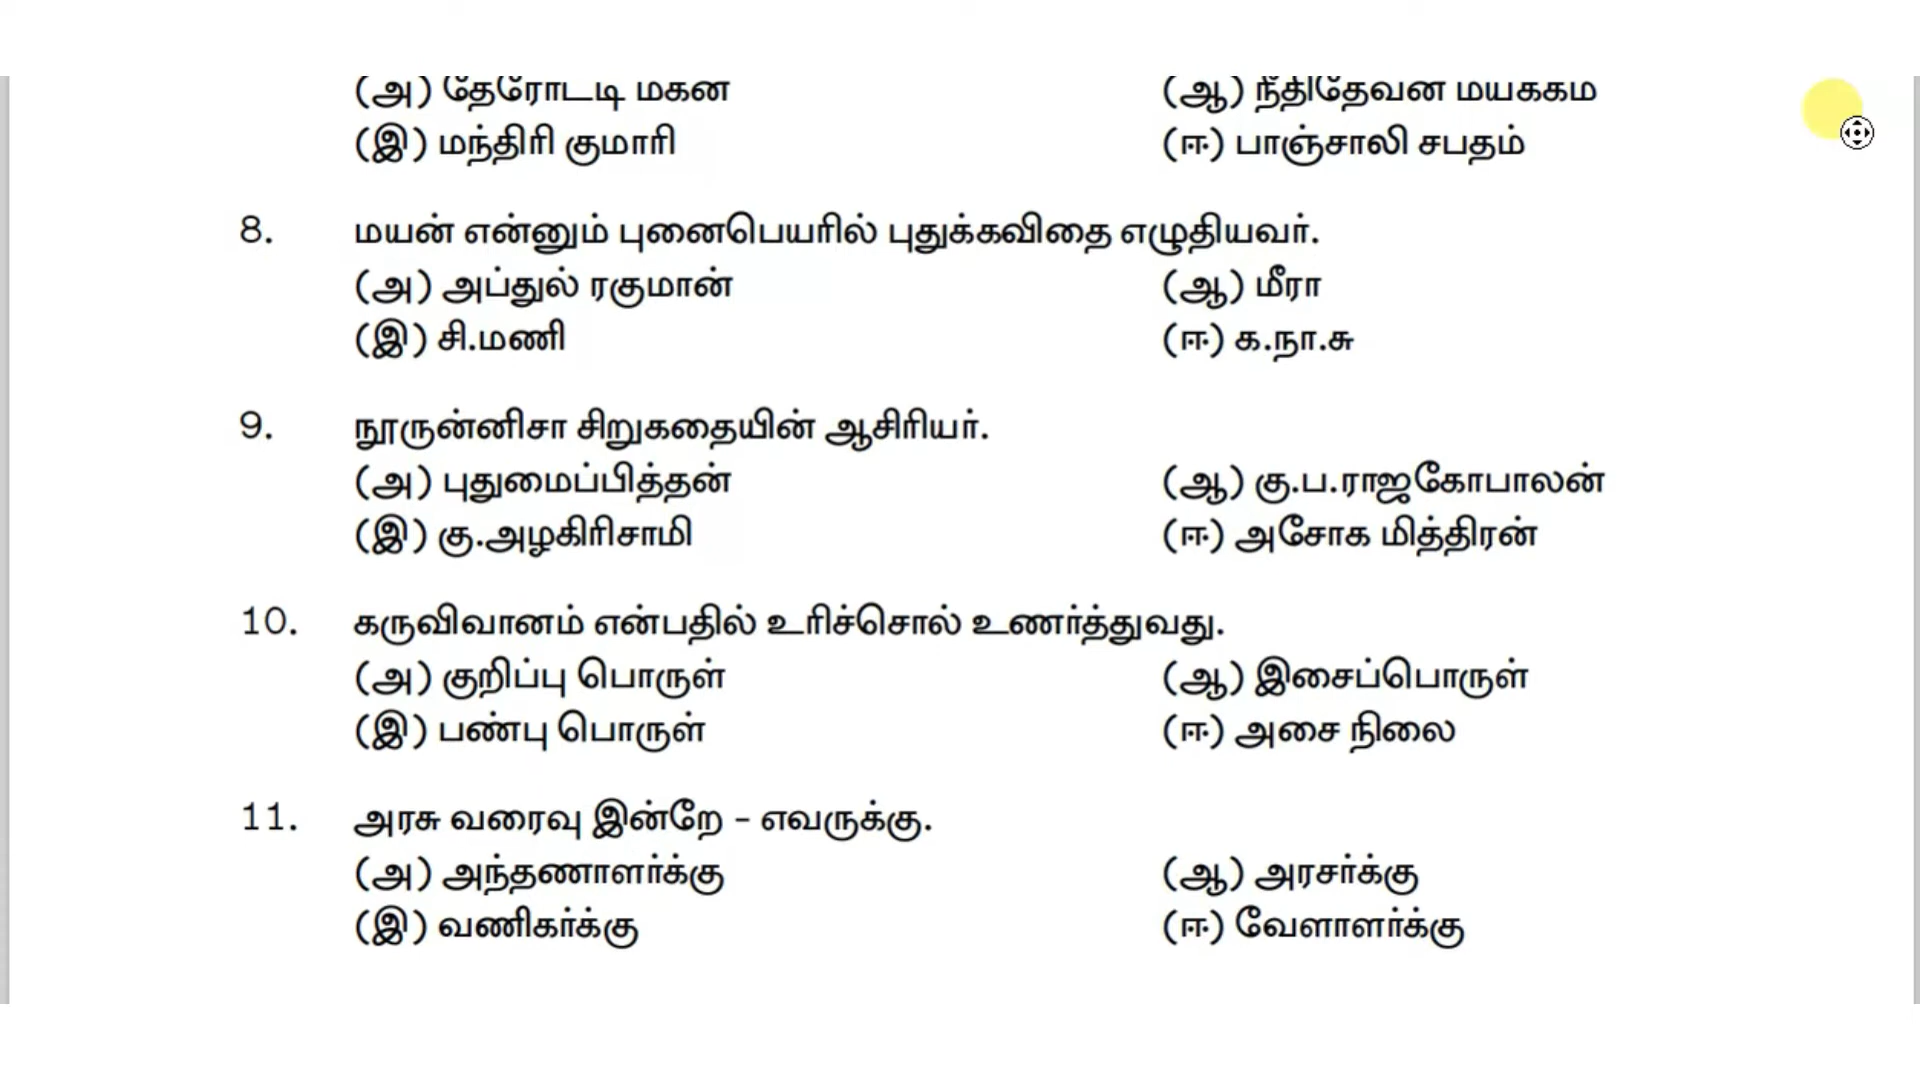 (அ) தேரோட்டி மகன்
(ஆ) நீதிதேவன் மயக்கம்
(இ) மந்திரி குமாரி
(ஈ) பாஞ்சாலி சபதம்
8. மயன் என்னும் புனைபெயரில் புதுக்கவிதை எழுதியவர்.
(அ) அப்துல் ரகுமான்
(ஆ) மீரா
(இ) சி.மணி
(ஈ) க.நா.சு
9. நூருன்னிசா சிறுகதையின் ஆசிரியர்.
(அ) புதுமைப்பித்தன்
(ஆ) கு.ப.ராஜகோபாலன்
(இ) கு.அழகிரிசாமி
(ஈ) அசோக மித்திரன்
10. கருவிவானம் என்பதில் உரிச்சொல் உணர்த்துவது.
(அ) குறிப்பு பொருள்
(ஆ) இசைப்பொருள்
(இ) பண்பு பொருள்
(ஈ) அசை நிலை
11. அரசு வரைவு இன்றே - எவருக்கு.
(அ) அந்தணாளர்க்கு
(ஆ) அரசர்க்கு
(இ) வணிகர்க்கு
(ஈ) வேளாளர்க்கு